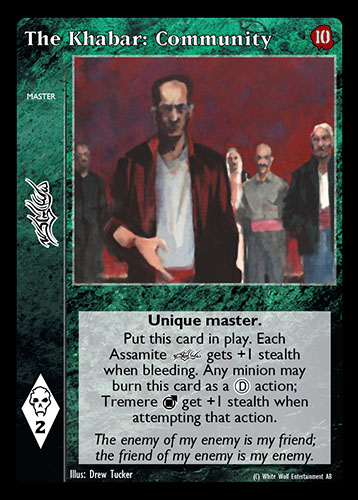 The Khabar: Community
10
MASTER
Unique master.
Put this card in play. Each
Assamite gets +1 stealth
when bleeding. Any minion may
burn this card as a D action;
Tremere get +1 stealth when
attempting that action.
The enemy of my enemy is my friend;
the friend of my enemy is my enemy.
2
Illus: Drew Tucker
(C) White Wolf Entertainment AB